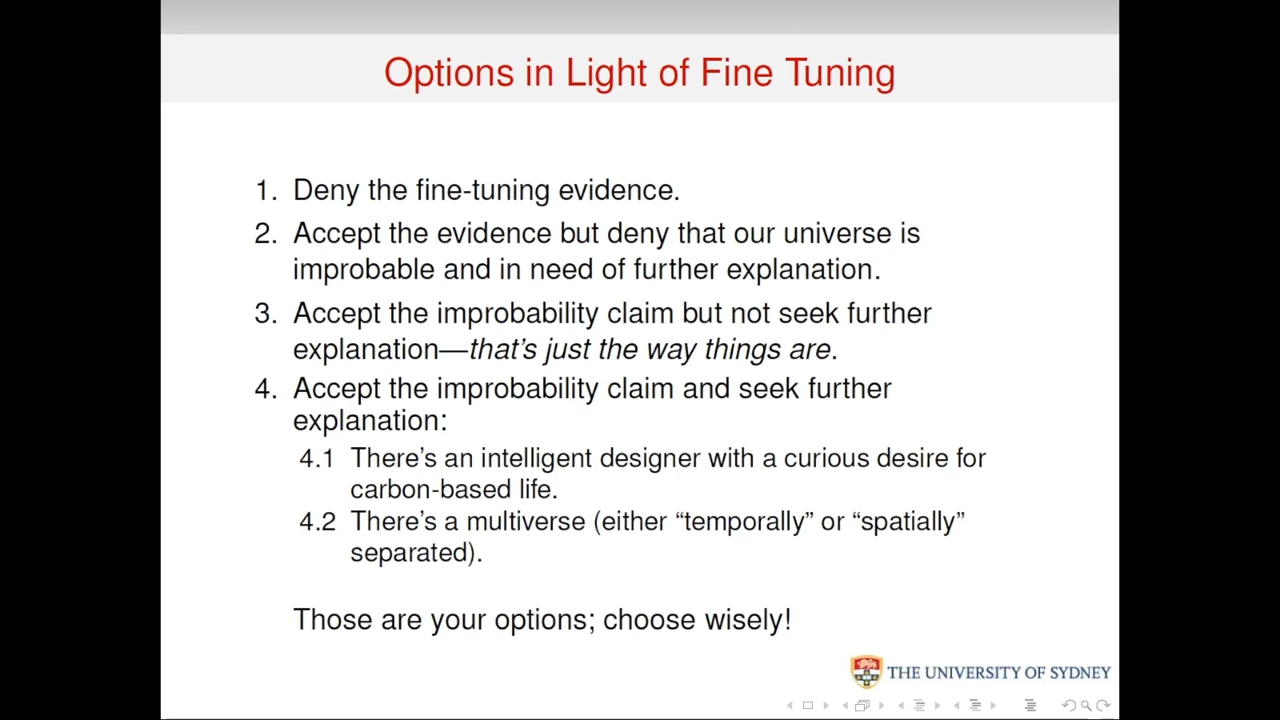 Options in Light of Fine Tuning
1. Deny the fine-tuning evidence.
2. Accept the evidence but deny that our universe is
improbable and in need of further explanation.
3. Accept the improbability claim but not seek further
explanation—that's just the way things are.
4. Accept the improbability claim and seek further
explanation:
4.1 There's an intelligent designer with a curious desire for
carbon-based life.
4.2 There's a multiverse (either “temporally” or “spatially”
separated).
Those are your options; choose wisely!
THE UNIVERSITY OF SYDNEY